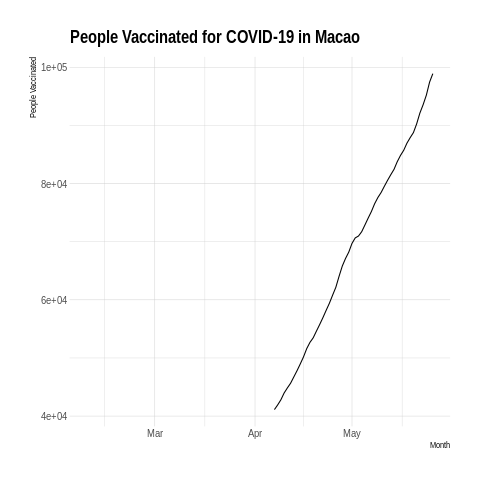 People Vaccinated for COVID-19 in Macao
People Vaccinated
1e+05
8e+04
6e+04
4e+04
Mar
Apr
May
Month